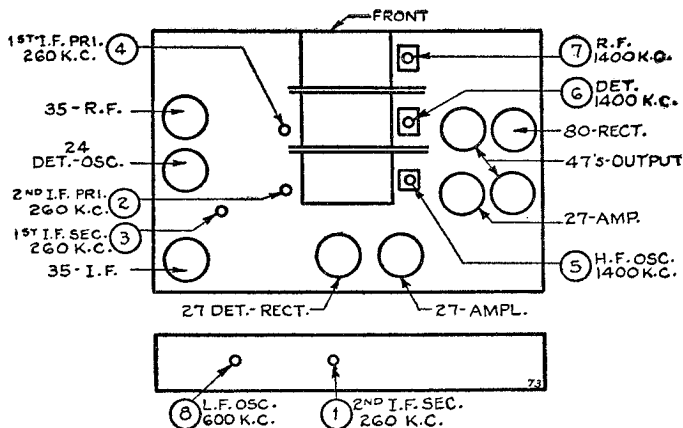 FRONT
1ST I.F. PRI.
260 K.C.
4
7
R.F.
1400 K.C.
6
DET.
1400 K.C.
35-R.F.
24
DET.-OSC.
80-RECT.
47's-OUTPUT
2ND I.F. PRI.
260 K.C.
2
1ST I.F. SEC.
260 K.C.
3
27-AMP.
35-I.F.
5
H.F. OSC.
1400 K.C.
27 DET.-RECT.
27-AMPL.
73
8
L.F. OSC.
600 K.C.
1
2ND I.F. SEC.
260 K.C.